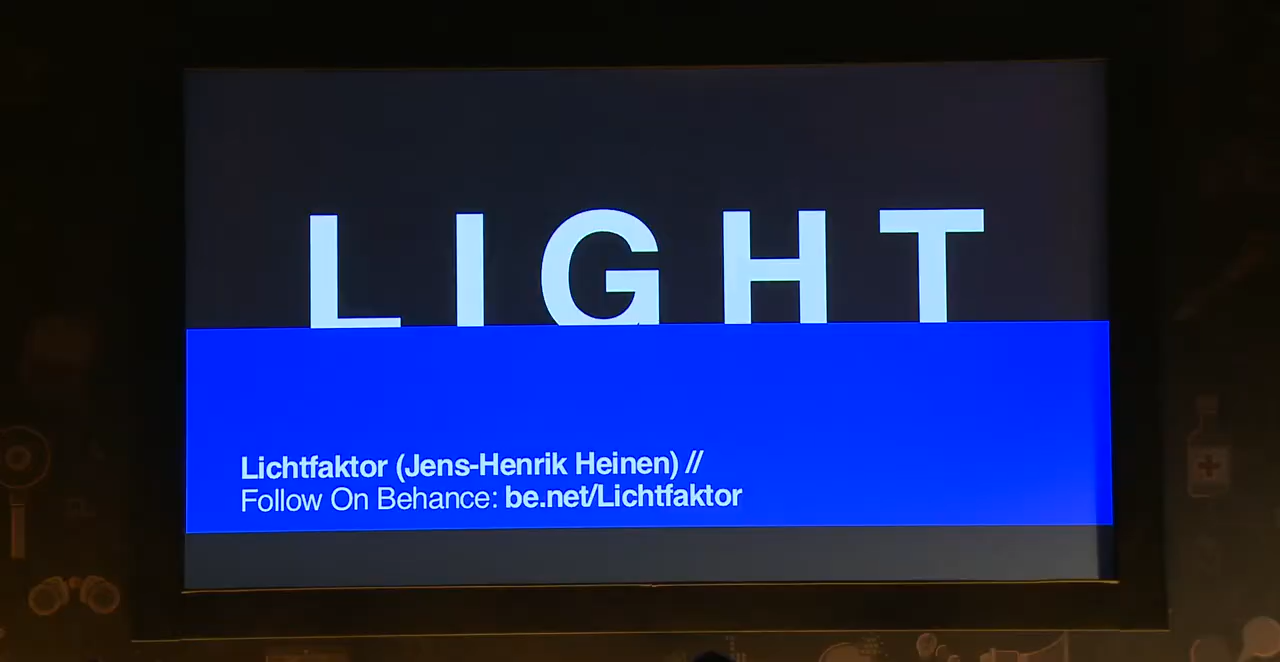 LIGHT
Lichtfaktor (Jens-Henrik Heinen) //
Follow On Behance: be.net/Lichtfaktor